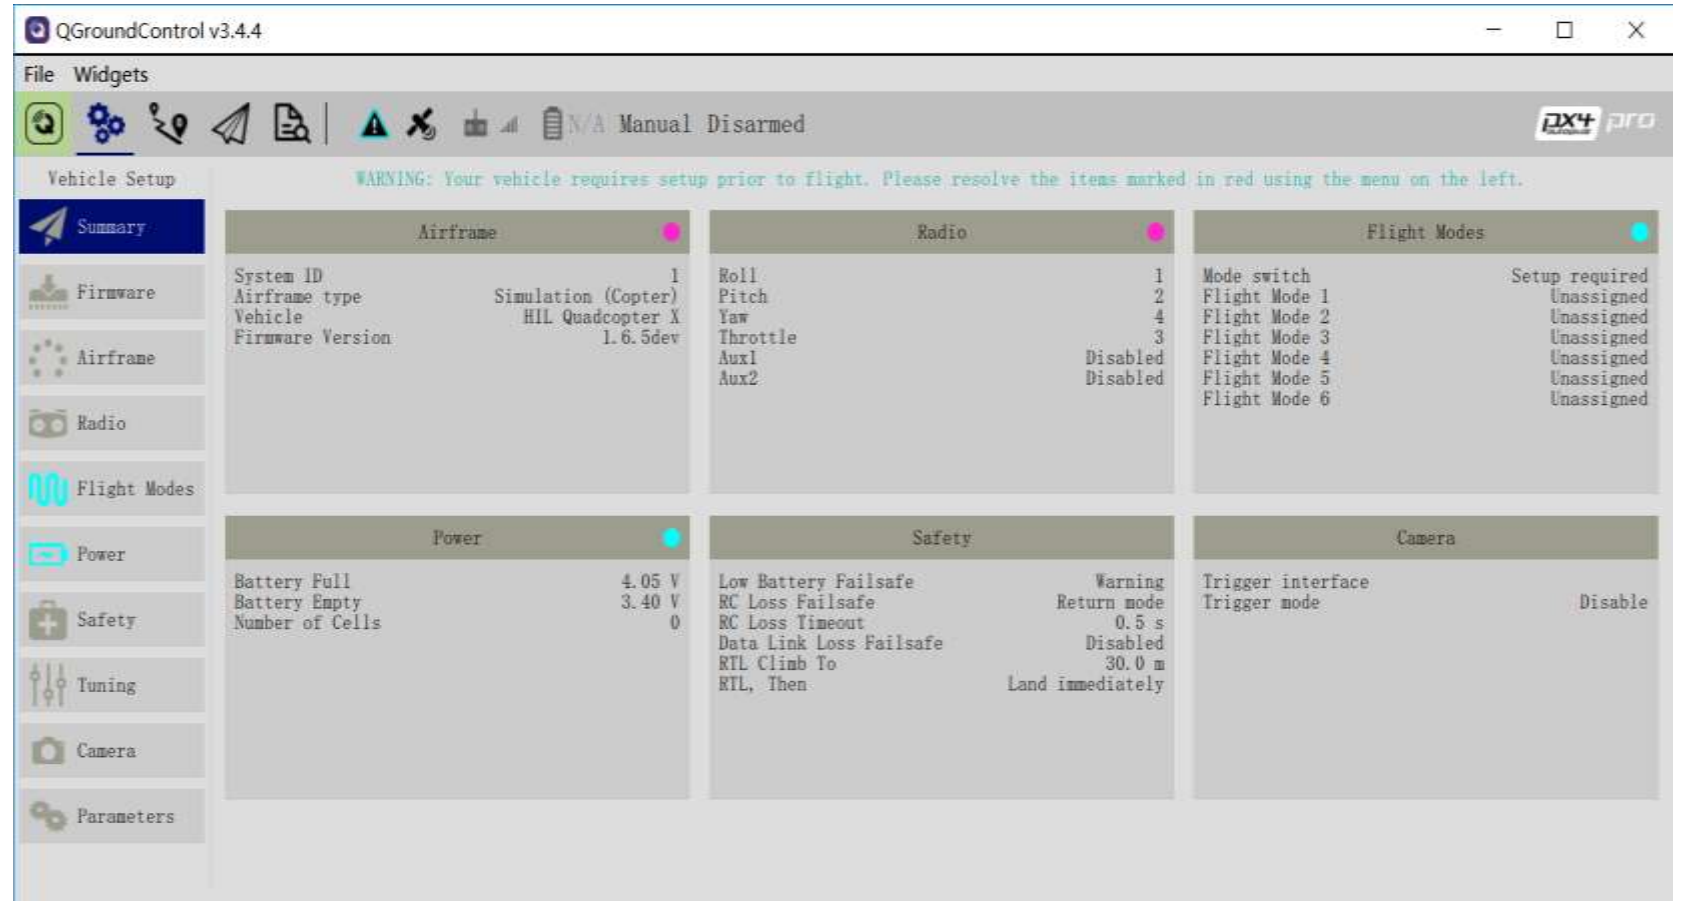 QGroundControl v3.4.4
File Widgets
N/A Manual Disarmed
px4 pro
autopilot
Vehicle Setup
WARNING: Your vehicle requires setup prior to flight. Please resolve the items marked in red using the menu on the left.
Summary
Firmware
Airframe
Radio
Flight Modes
Power
Safety
Tuning
Camera
Parameters
Airframe
System ID 1
Airframe type Simulation (Copter)
Vehicle HIL Quadcopter X
Firmware Version 1.6.5dev
Radio
Roll 1
Pitch 2
Yaw 4
Throttle 3
Aux1 Disabled
Aux2 Disabled
Flight Modes
Mode switch Setup required
Flight Mode 1 Unassigned
Flight Mode 2 Unassigned
Flight Mode 3 Unassigned
Flight Mode 4 Unassigned
Flight Mode 5 Unassigned
Flight Mode 6 Unassigned
Power
Battery Full 4.05 V
Battery Empty 3.40 V
Number of Cells 0
Safety
Low Battery Failsafe Warning
RC Loss Failsafe Return mode
RC Loss Timeout 0.5 s
Data Link Loss Failsafe Disabled
RTL Climb To 30.0 m
RTL, Then Land immediately
Camera
Trigger interface
Trigger mode Disable